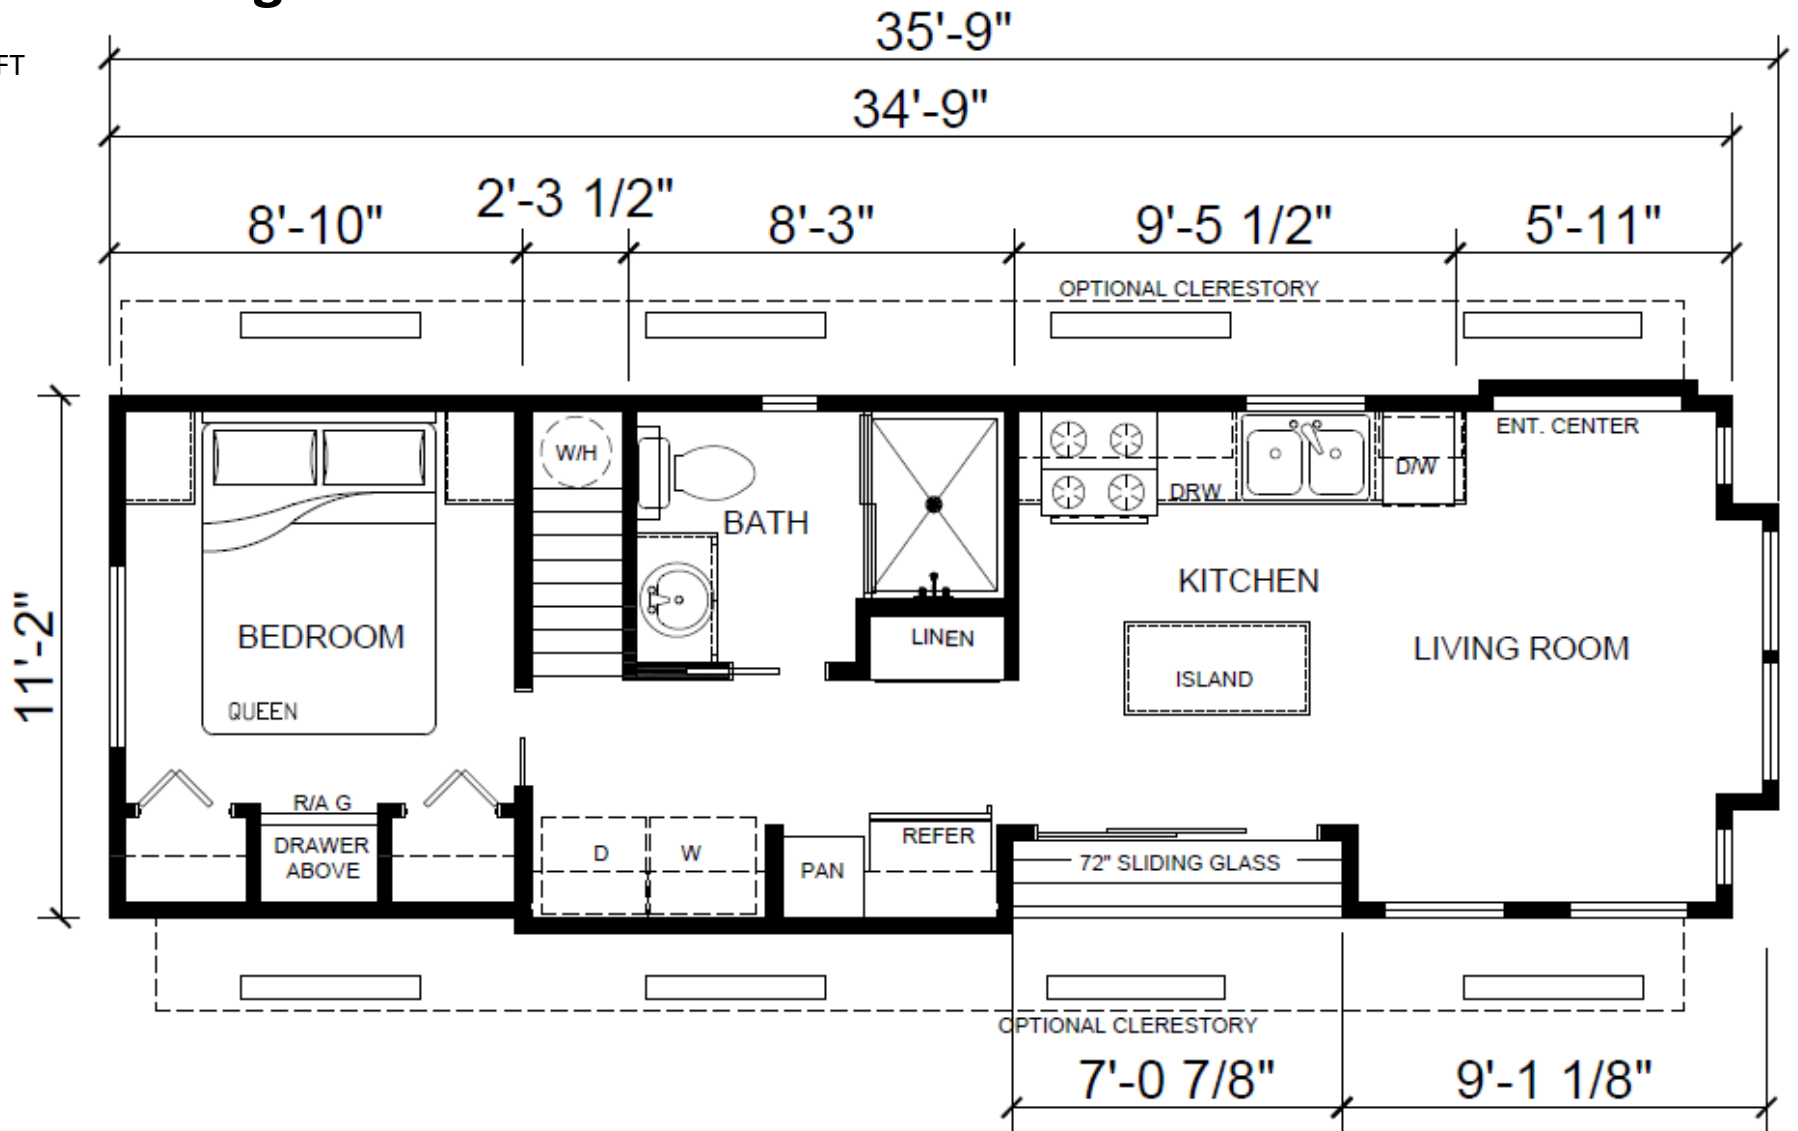 g
FT
35'-9"
34'-9"
8'-10"
2'-3 1/2"
8'-3"
9'-5 1/2"
5'-11"
OPTIONAL CLERESTORY
ENT. CENTER
W/H
D/W
DRW
BATH
KITCHEN
11'-2"
BEDROOM
LINEN
LIVING ROOM
ISLAND
QUEEN
R/A G
DRAWER
ABOVE
D
W
PAN
REFER
72" SLIDING GLASS
OPTIONAL CLERESTORY
7'-0 7/8"
9'-1 1/8"